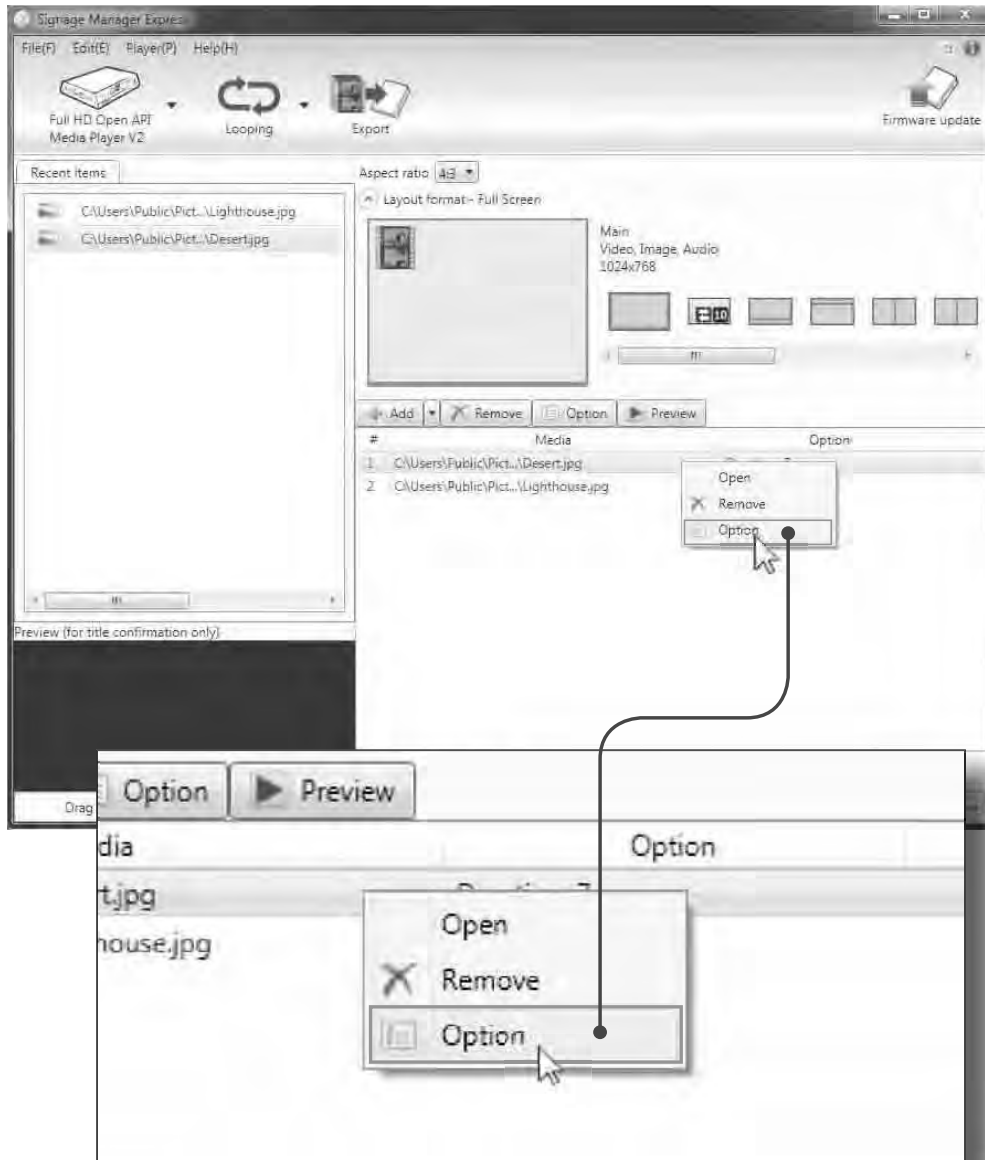 Signage Manager Express
File(F) Edit(E) Player(P) Help(H)
Full HD Open API
Media Player V2
Looping
Export
Firmware update
Recent Items
C:\Users\Public\Pict...\Lighthouse.jpg
C:\Users\Public\Pict...\Desert.jpg
Aspect ratio 4:3
Layout format - Full Screen
Main
Video, Image, Audio
1024x768
10
Add Remove Option Preview
# Media Option
1 C:\Users\Public\Pict...\Desert.jpg
2 C:\Users\Public\Pict...\Lighthouse.jpg
Open
Remove
Option
Preview (for title confirmation only)
Drag
Option Preview
dia Option
t.jpg
house.jpg
Open
Remove
Option